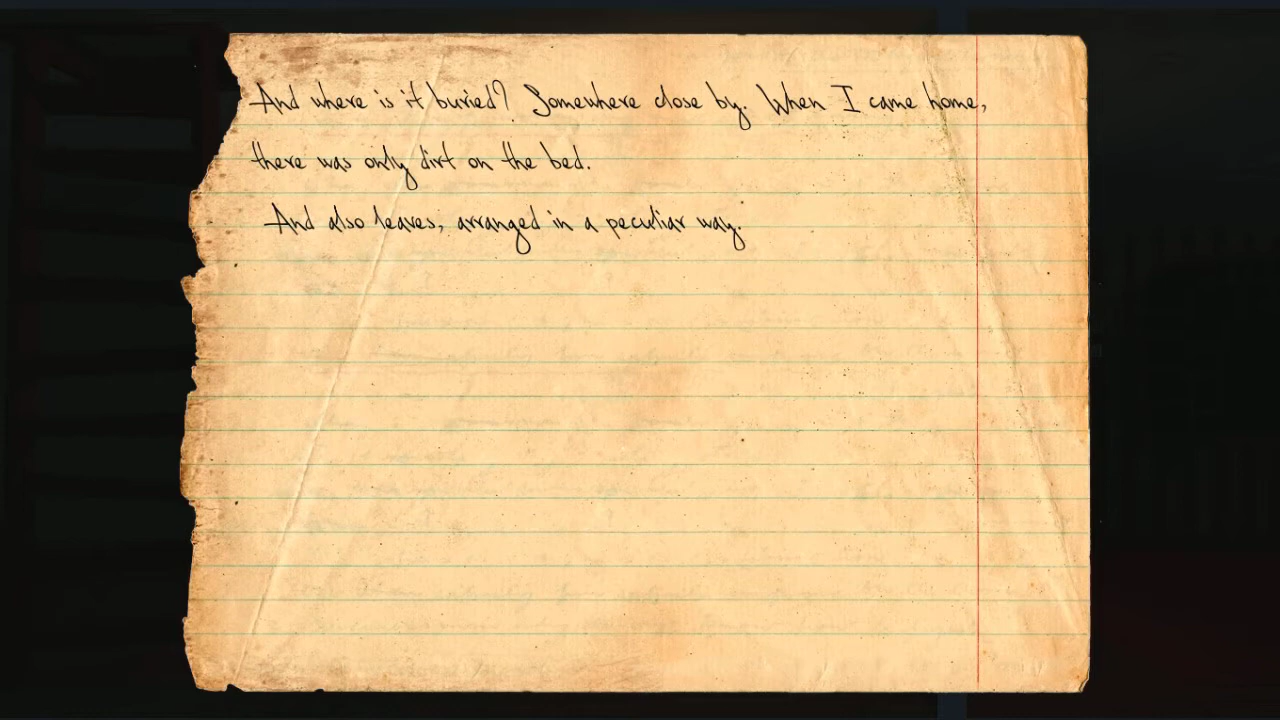 And where is it buried? Somewhere close by. When I came home,
there was only dirt on the bed.
And also leaves, arranged in a peculiar way.